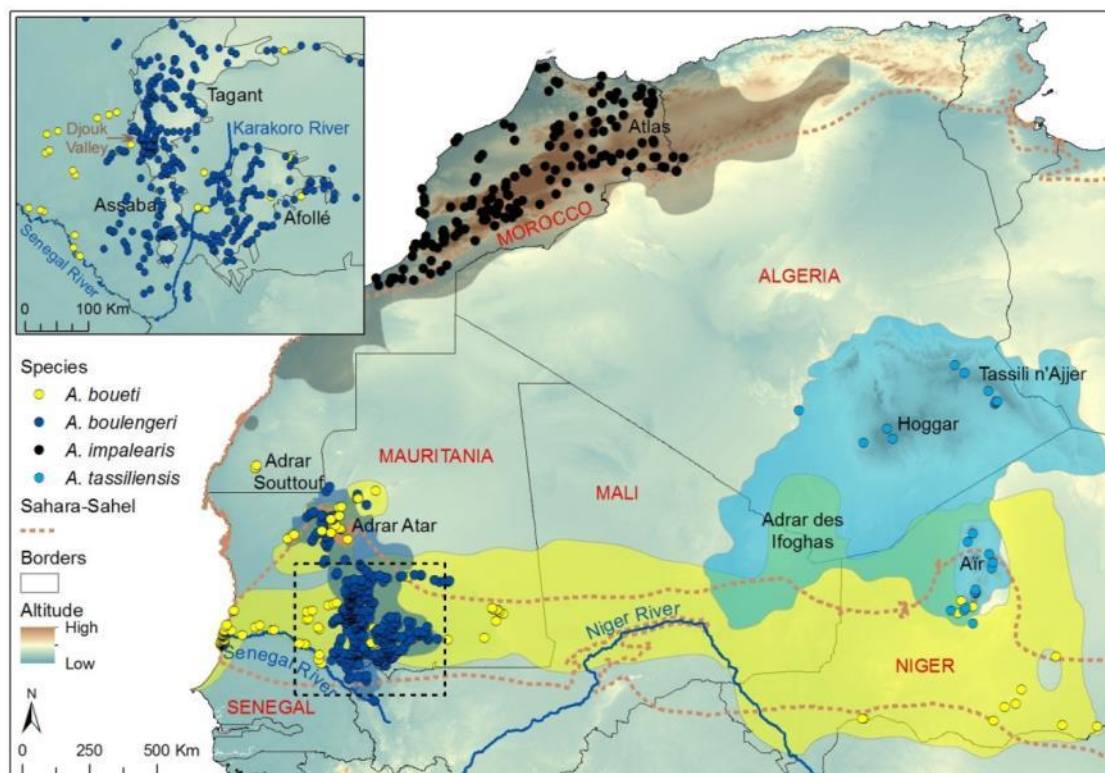 Tagant
Djouk
Valley
Karakoro River
Assaba
Afollé
Senegal River
0 100 Km
Species
A. boueti
A. boulengeri
A. impalearis
A. tassiliensis
Sahara-Sahel
Borders
Altitude
High
Low
N
0 250 500 Km
Atlas
MOROCCO
ALGERIA
Tassili n'Ajjer
Hoggar
Adrar
Souttouf
MAURITANIA
MALI
Adrar Atar
Adrar des
Ifoghas
Aïr
Niger River
Senegal River
NIGER
SENEGAL